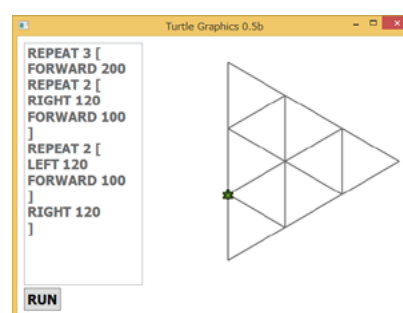 Turtle Graphics 0.5b
REPEAT 3 [
FORWARD 200
REPEAT 2 [
RIGHT 120
FORWARD 100
]
REPEAT 2 [
LEFT 120
FORWARD 100
]
RIGHT 120
]
RUN